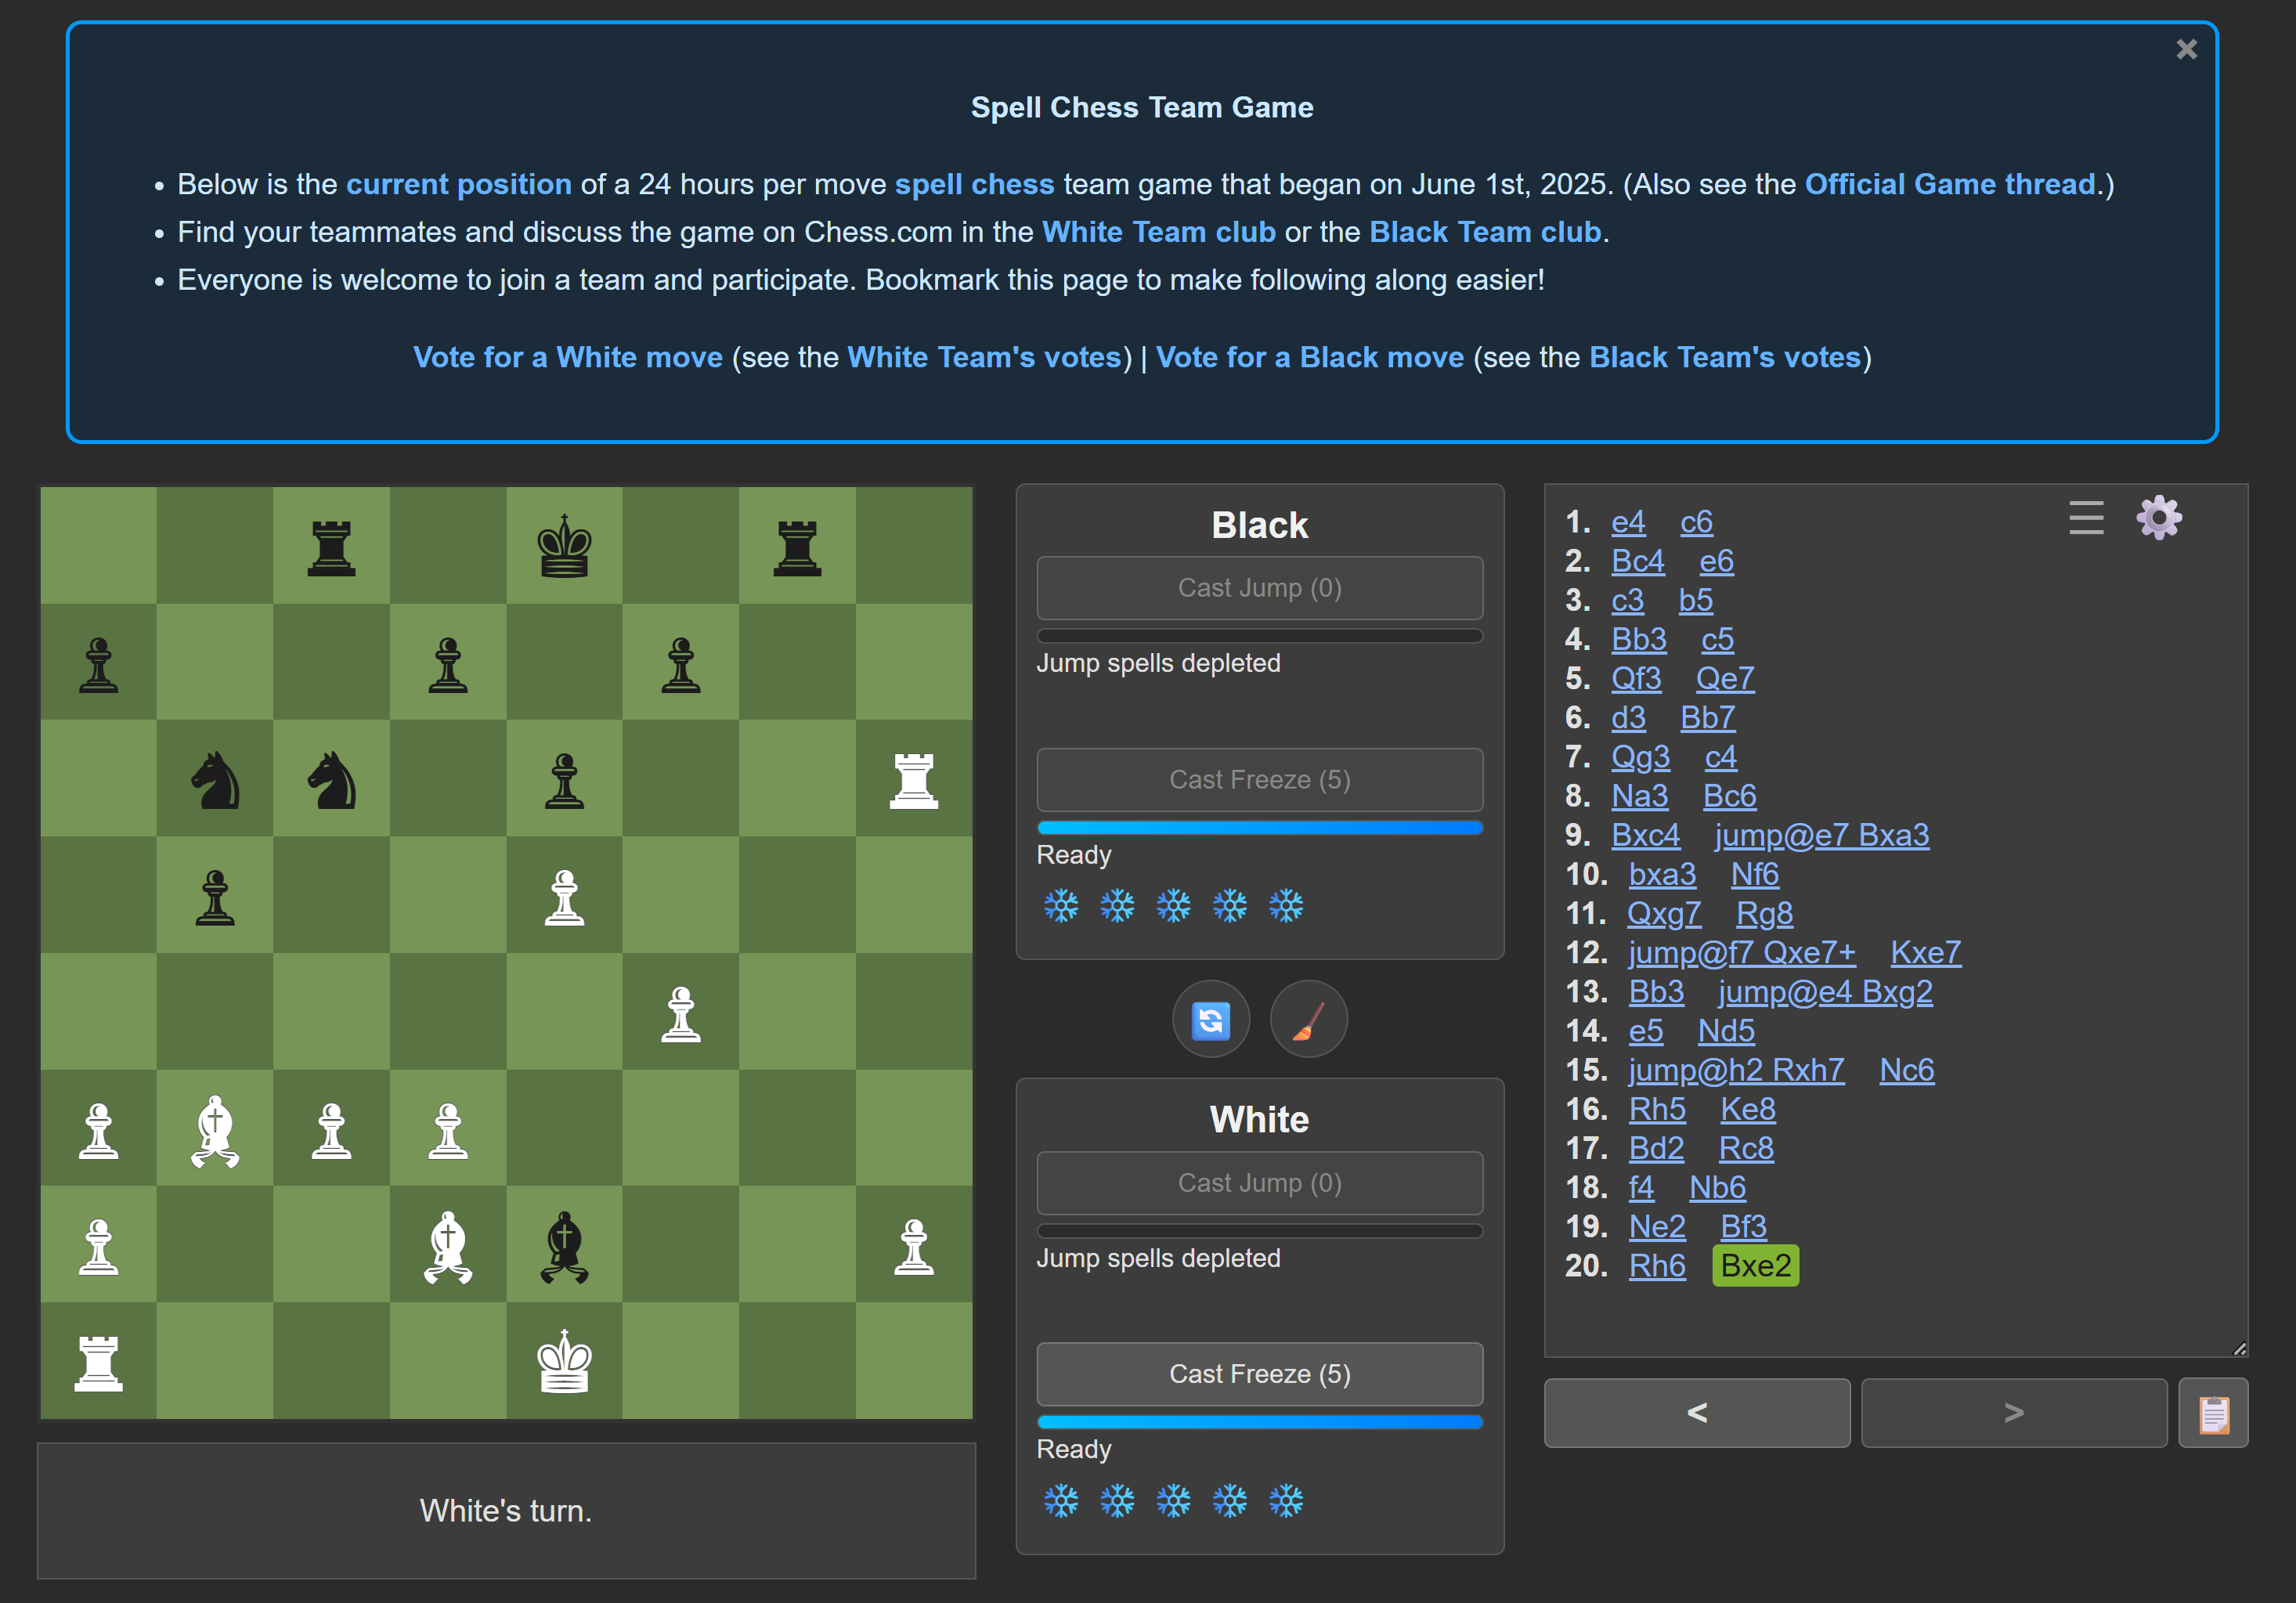 ×
Spell Chess Team Game
• Below is the current position of a 24 hours per move spell chess team game that began on June 1st, 2025. (Also see the Official Game thread.)
• Find your teammates and discuss the game on Chess.com in the White Team club or the Black Team club.
• Everyone is welcome to join a team and participate. Bookmark this page to make following along easier!
Vote for a White move (see the White Team's votes) | Vote for a Black move (see the Black Team's votes)
White's turn.
Black
Cast Jump (0)
Jump spells depleted
Cast Freeze (5)
Ready
White
Cast Jump (0)
Jump spells depleted
Cast Freeze (5)
Ready
1. e4 c6
2. Bc4 e6
3. c3 b5
4. Bb3 c5
5. Qf3 Qe7
6. d3 Bb7
7. Qg3 c4
8. Na3 Bc6
9. Bxc4 jump@e7 Bxa3
10. bxa3 Nf6
11. Qxg7 Rg8
12. jump@f7 Qxe7+ Kxe7
13. Bb3 jump@e4 Bxg2
14. e5 Nd5
15. jump@h2 Rxh7 Nc6
16. Rh5 Ke8
17. Bd2 Rc8
18. f4 Nb6
19. Ne2 Bf3
20. Rh6 Bxe2
< >